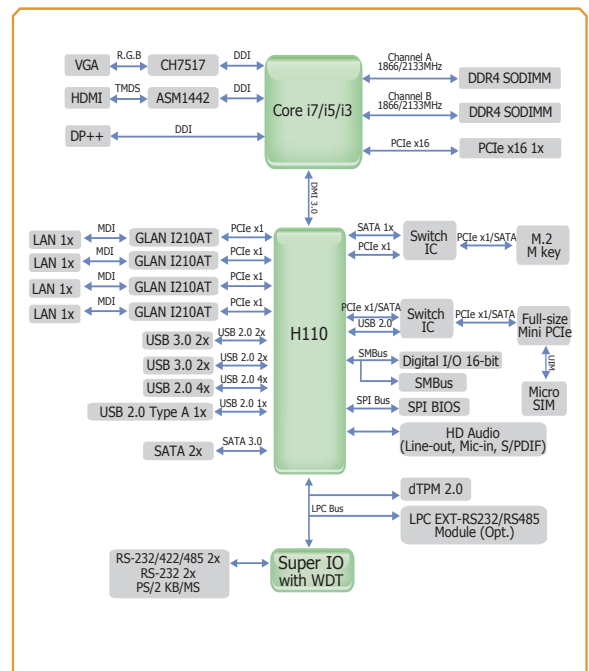 VGA
R.G.B
CH7517
DDI
HDMI
TMDS
ASM1442
DDI
DP++
DDI
Core i7/i5/i3
Channel A
1866/2133MHz
DDR4 SODIMM
Channel B
1866/2133MHz
DDR4 SODIMM
PCIe x16
PCIe x16 1x
DMI 3.0
LAN 1x
MDI
GLAN I210AT
PCIe x1
LAN 1x
MDI
GLAN I210AT
PCIe x1
LAN 1x
MDI
GLAN I210AT
PCIe x1
LAN 1x
MDI
GLAN I210AT
PCIe x1
USB 3.0 2x
USB 2.0 2x
USB 3.0 2x
USB 2.0 2x
USB 2.0 4x
USB 2.0 4x
USB 2.0 Type A 1x
USB 2.0 1x
SATA 2x
SATA 3.0
H110
SATA 1x
PCIe x1
Switch
IC
PCIe x1/SATA
M.2
M key
PCIe x1/SATA
USB 2.0
Switch
IC
PCIe x1/SATA
Full-size
Mini PCIe
UIM
Micro
SIM
SMBus
Digital I/O 16-bit
SMBus
SPI Bus
SPI BIOS
HD Audio
(Line-out, Mic-in, S/PDIF)
dTPM 2.0
LPC Bus
LPC EXT-RS232/RS485
Module (Opt.)
RS-232/422/485 2x
RS-232 2x
PS/2 KB/MS
Super IO
with WDT